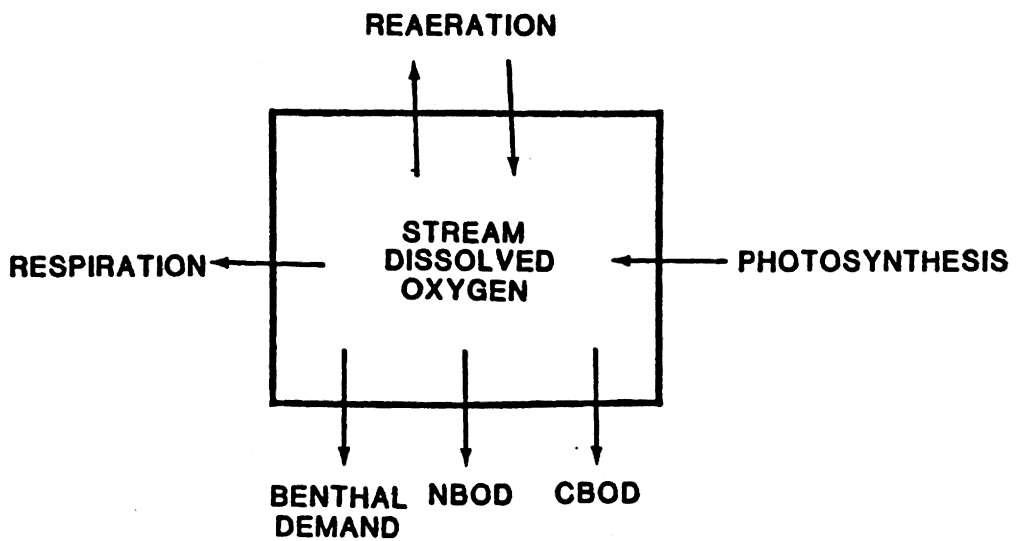 REAERATION
STREAM
DISSOLVED
OXYGEN
RESPIRATION
PHOTOSYNTHESIS
BENTHAL
DEMAND
NBOD
CBOD